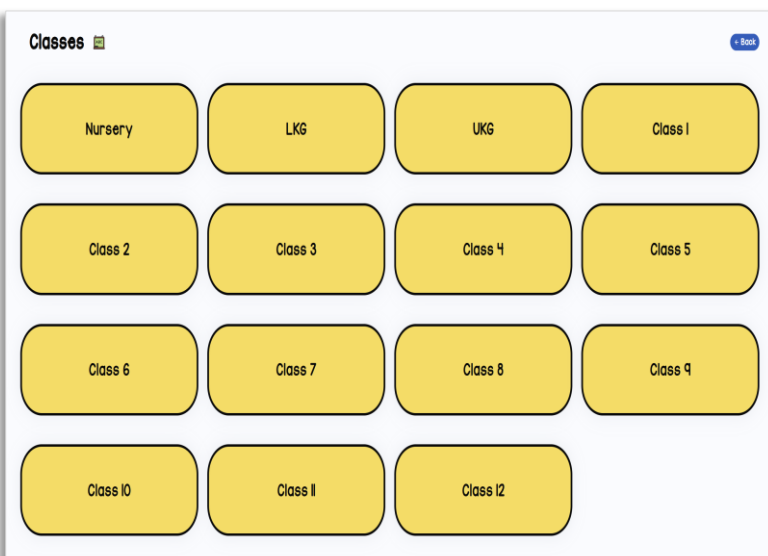 Classes
← Back
Nursery
LKG
UKG
Class 1
Class 2
Class 3
Class 4
Class 5
Class 6
Class 7
Class 8
Class 9
Class 10
Class 11
Class 12